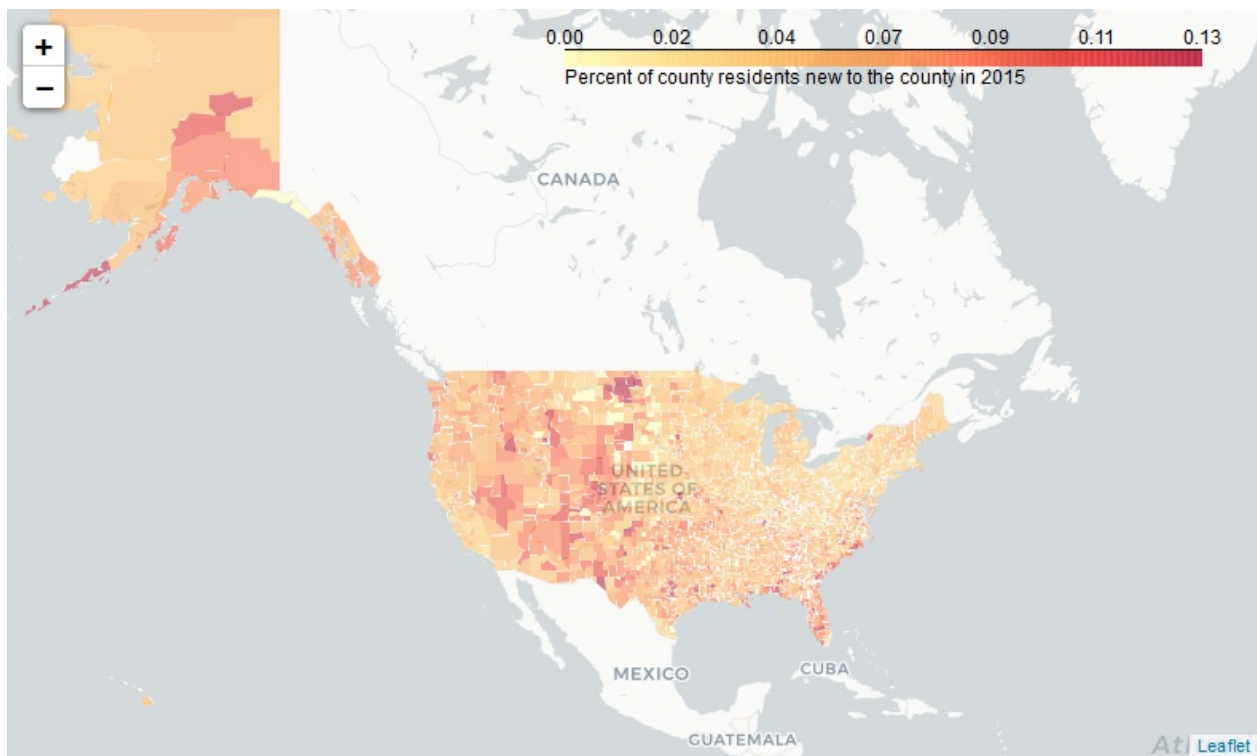 +
−
0.00 0.02 0.04 0.07 0.09 0.11 0.13
Percent of county residents new to the county in 2015
CANADA
UNITED
STATES OF
AMERICA
MEXICO
CUBA
GUATEMALA
Leaflet